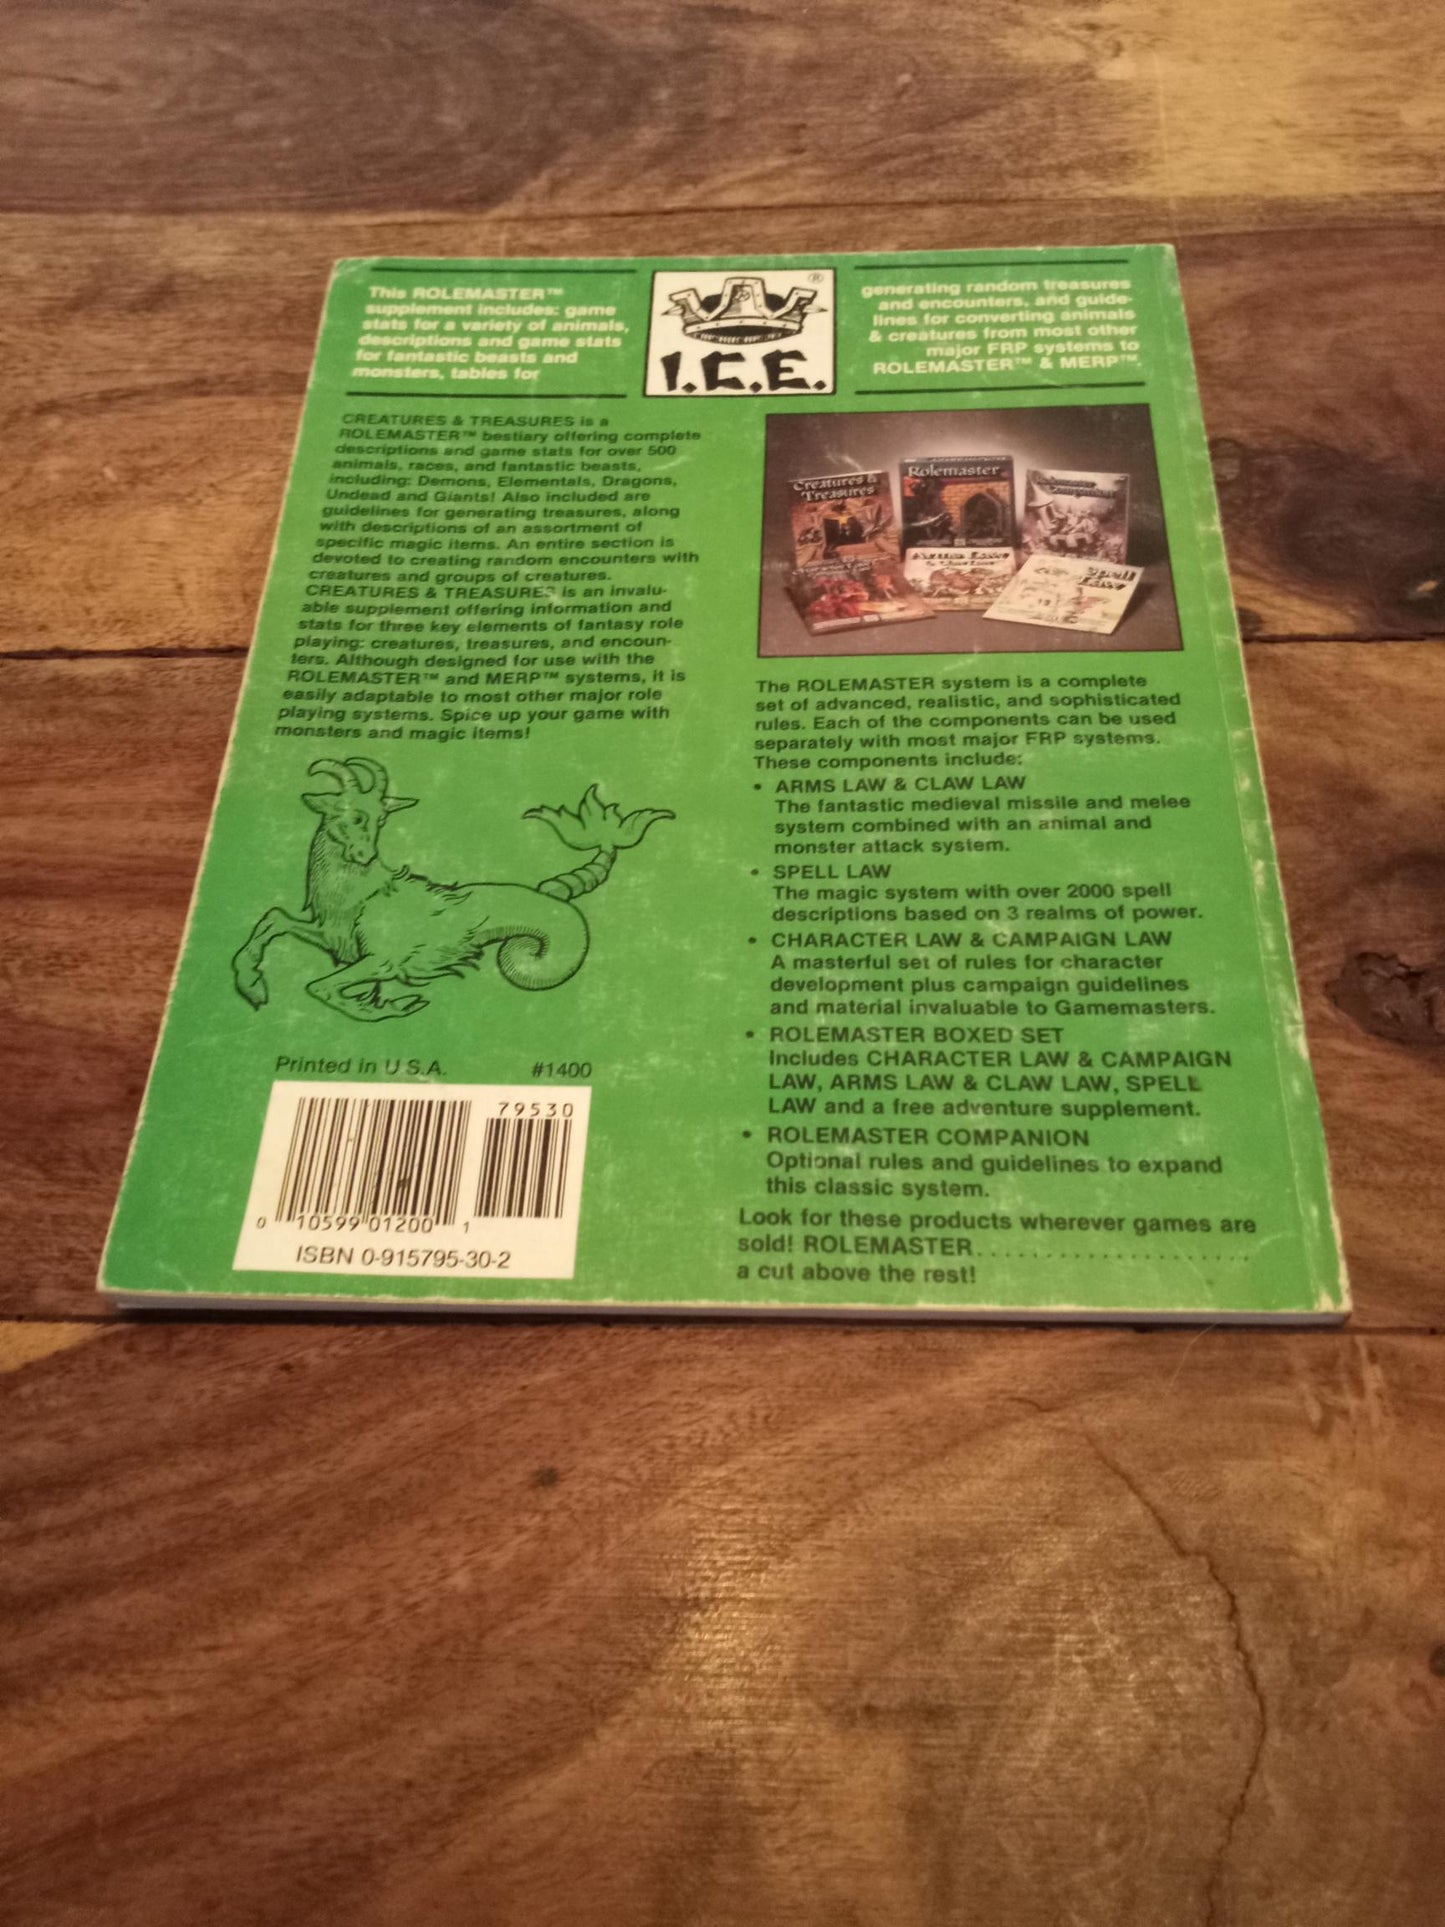 This ROLEMASTER™
supplement includes: game
stats for a variety of animals,
descriptions and game stats
for fantastic beasts and
monsters, tables for
®
I.C.E.
generating random treasures
and encounters, and guide-
lines for converting animals
& creatures from most other
major FRP systems to
ROLEMASTER™ & MERP™.
CREATURES & TREASURES is a
ROLEMASTER™ bestiary offering complete
descriptions and game stats for over 500
animals, races, and fantastic beasts,
including: Demons, Elementals, Dragons,
Undead and Giants! Also included are
guidelines for generating treasures, along
with descriptions of an assortment of
specific magic items. An entire section is
devoted to creating random encounters with
creatures and groups of creatures.
CREATURES & TREASURES is an invalu-
able supplement offering information and
stats for three key elements of fantasy role
playing: creatures, treasures, and encoun-
ters. Although designed for use with the
ROLEMASTER™ and MERP™ systems, it is
easily adaptable to most other major role
playing systems. Spice up your game with
monsters and magic items!
Printed in U.S.A. #1400
79530
0 10599 01200 1
ISBN 0-915795-30-2
Creatures &
Treasures
Rolemaster
Rolemaster
Companion
Arms Law
& Claw Law
Spell
Law
The ROLEMASTER system is a complete
set of advanced, realistic, and sophisticated
rules. Each of the components can be used
separately with most major FRP systems.
These components include:
• ARMS LAW & CLAW LAW
The fantastic medieval missile and melee
system combined with an animal and
monster attack system.
• SPELL LAW
The magic system with over 2000 spell
descriptions based on 3 realms of power.
• CHARACTER LAW & CAMPAIGN LAW
A masterful set of rules for character
development plus campaign guidelines
and material invaluable to Gamemasters.
• ROLEMASTER BOXED SET
Includes CHARACTER LAW & CAMPAIGN
LAW, ARMS LAW & CLAW LAW, SPELL
LAW and a free adventure supplement.
• ROLEMASTER COMPANION
Optional rules and guidelines to expand
this classic system.
Look for these products wherever games are
sold! ROLEMASTER.....................
a cut above the rest!